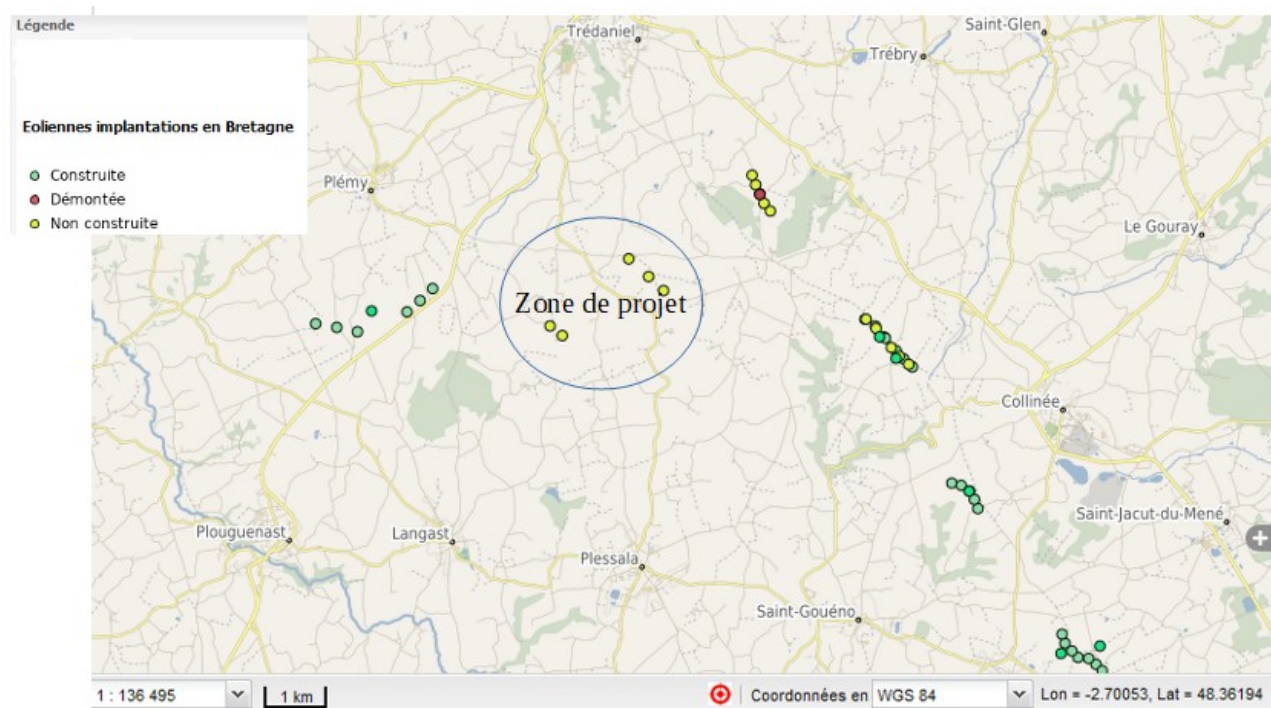 Légende
Eoliennes implantations en Bretagne
Construite
Démontée
Non construite
Saint-Glen
Trédaniel
Trébry
Plémy
Le Gouray
Zone de projet
Collinée
Saint-Jacut-du-Mené
Plouguenast
Langast
Plessala
Saint-Gouéno
1 : 136 495
1 km
Coordonnées en
WGS 84
Lon = -2.70053, Lat = 48.36194